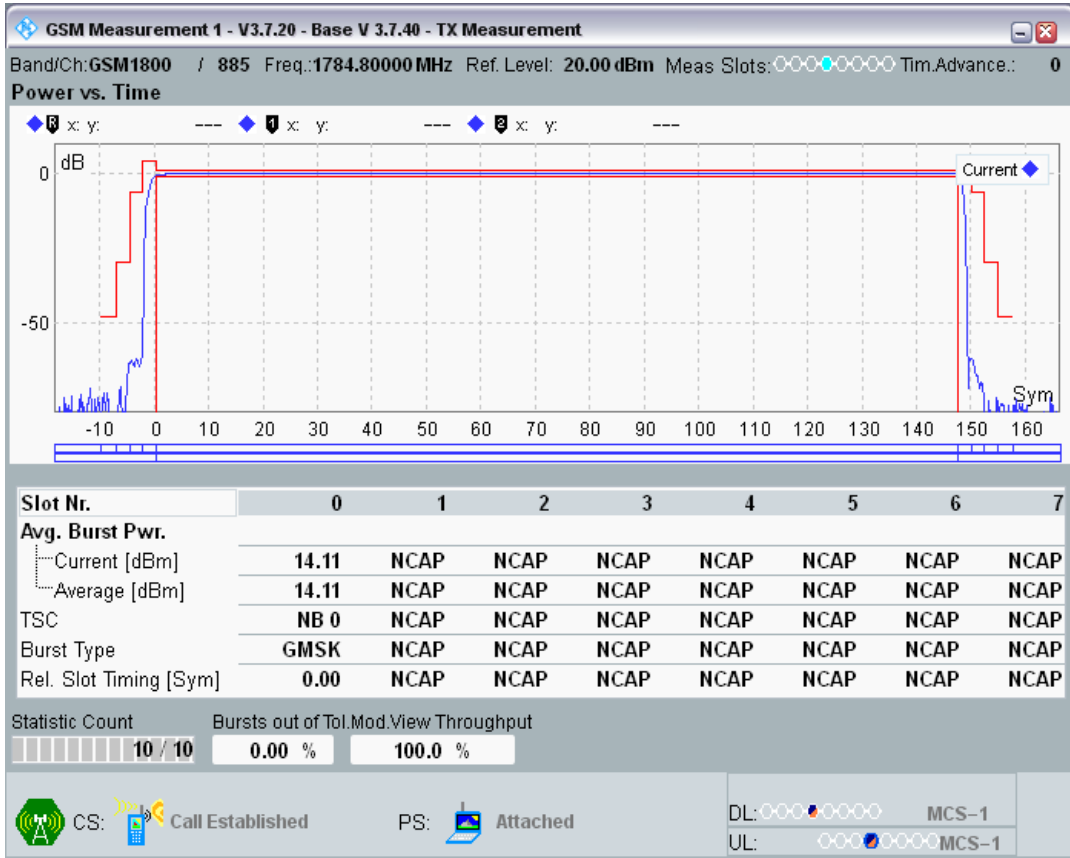 GSM Measurement 1 - V3.7.20 - Base V 3.7.40 - TX Measurement
Band/Ch:GSM1800 / 885 Freq.:1784.80000 MHz Ref. Level: 20.00 dBm Meas Slots: Tim.Advance.: 0
Power vs. Time
R x: y: --- 1 x: y: --- 2 x: y: ---
dB
Current
0
-50
Sym
-10 0 10 20 30 40 50 60 70 80 90 100 110 120 130 140 150 160
Slot Nr. 0 1 2 3 4 5 6 7
Avg. Burst Pwr.
Current [dBm] 14.11 NCAP NCAP NCAP NCAP NCAP NCAP NCAP
Average [dBm] 14.11 NCAP NCAP NCAP NCAP NCAP NCAP NCAP
TSC NB 0 NCAP NCAP NCAP NCAP NCAP NCAP NCAP
Burst Type GMSK NCAP NCAP NCAP NCAP NCAP NCAP NCAP
Rel. Slot Timing [Sym] 0.00 NCAP NCAP NCAP NCAP NCAP NCAP NCAP
Statistic Count Bursts out of Tol.Mod.View Throughput
10 / 10 0.00 % 100.0 %
CS: Call Established PS: Attached
DL: MCS-1
UL: MCS-1